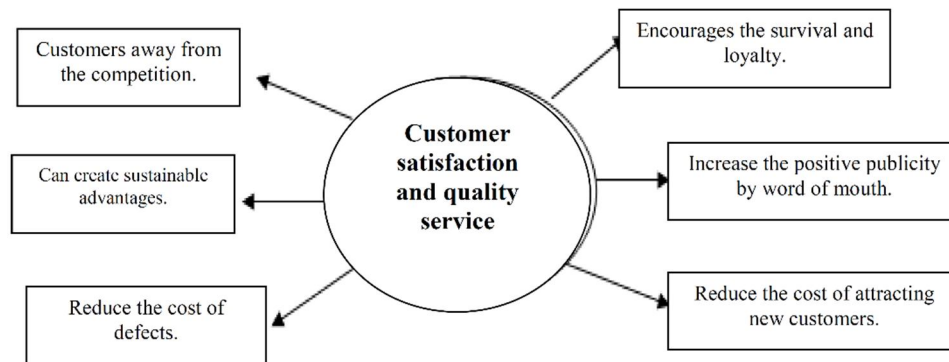 Customers away from
the competition.
Encourages the survival and
loyalty.
Customer
satisfaction
and quality
service
Can create sustainable
advantages.
Increase the positive publicity
by word of mouth.
Reduce the cost of
defects.
Reduce the cost of attracting
new customers.